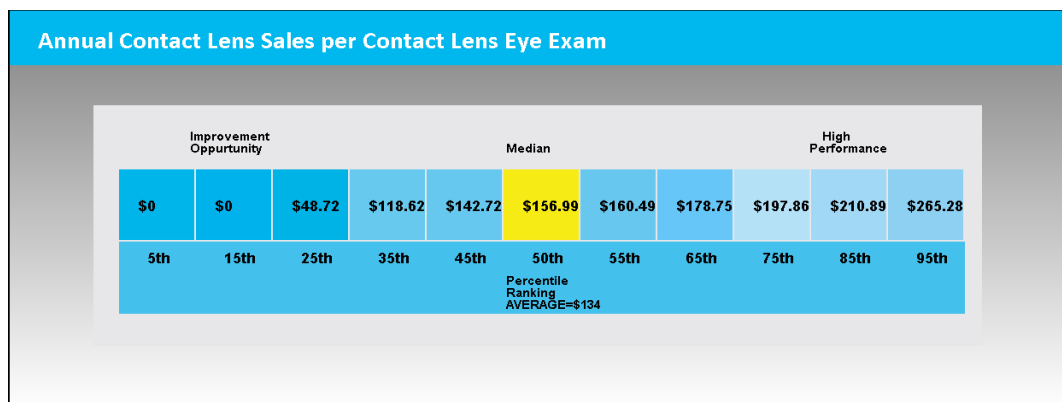 Annual Contact Lens Sales per Contact Lens Eye Exam
Improvement
Oppurtunity
Median
High
Performance
$0 $0 $48.72 $118.62 $142.72 $156.99 $160.49 $178.75 $197.86 $210.89 $265.28
5th 15th 25th 35th 45th 50th 55th 65th 75th 85th 95th
Percentile
Ranking
AVERAGE=$134